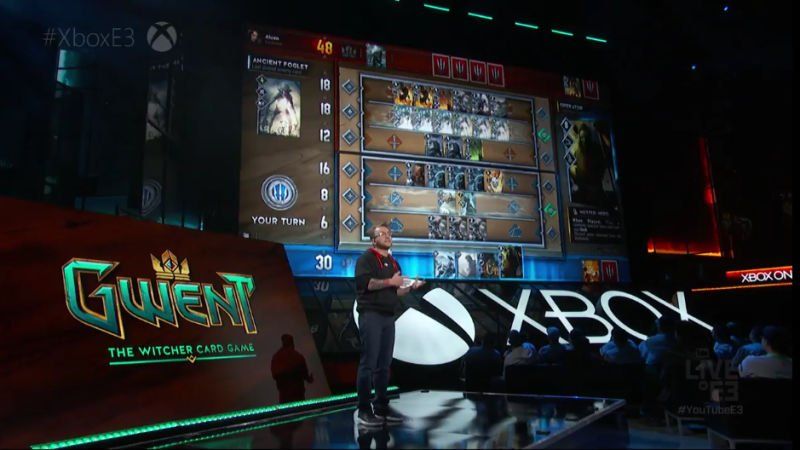 #XboxE3
48
ANCIENT FOGLET
18
18
12
16
8
6
YOUR TURN
30
GWENT
THE WITCHER CARD GAME
XBOX
XBOX ON
LIVE
E3
#YouTubeE3